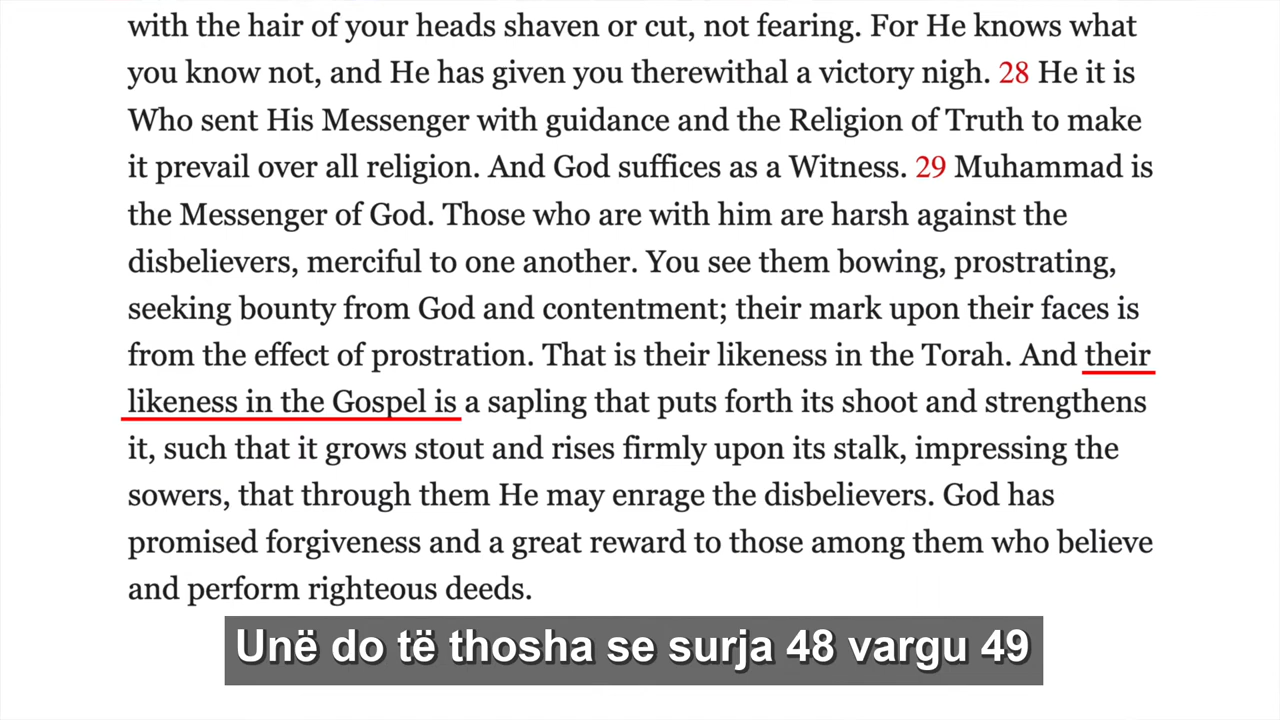 with the hair of your heads shaven or cut, not fearing. For He knows what
you know not, and He has given you therewithal a victory nigh. 28 He it is
Who sent His Messenger with guidance and the Religion of Truth to make
it prevail over all religion. And God suffices as a Witness. 29 Muhammad is
the Messenger of God. Those who are with him are harsh against the
disbelievers, merciful to one another. You see them bowing, prostrating,
seeking bounty from God and contentment; their mark upon their faces is
from the effect of prostration. That is their likeness in the Torah. And their
likeness in the Gospel is a sapling that puts forth its shoot and strengthens
it, such that it grows stout and rises firmly upon its stalk, impressing the
sowers, that through them He may enrage the disbelievers. God has
promised forgiveness and a great reward to those among them who believe
and perform righteous deeds.
Unë do të thosha se surja 48 vargu 49